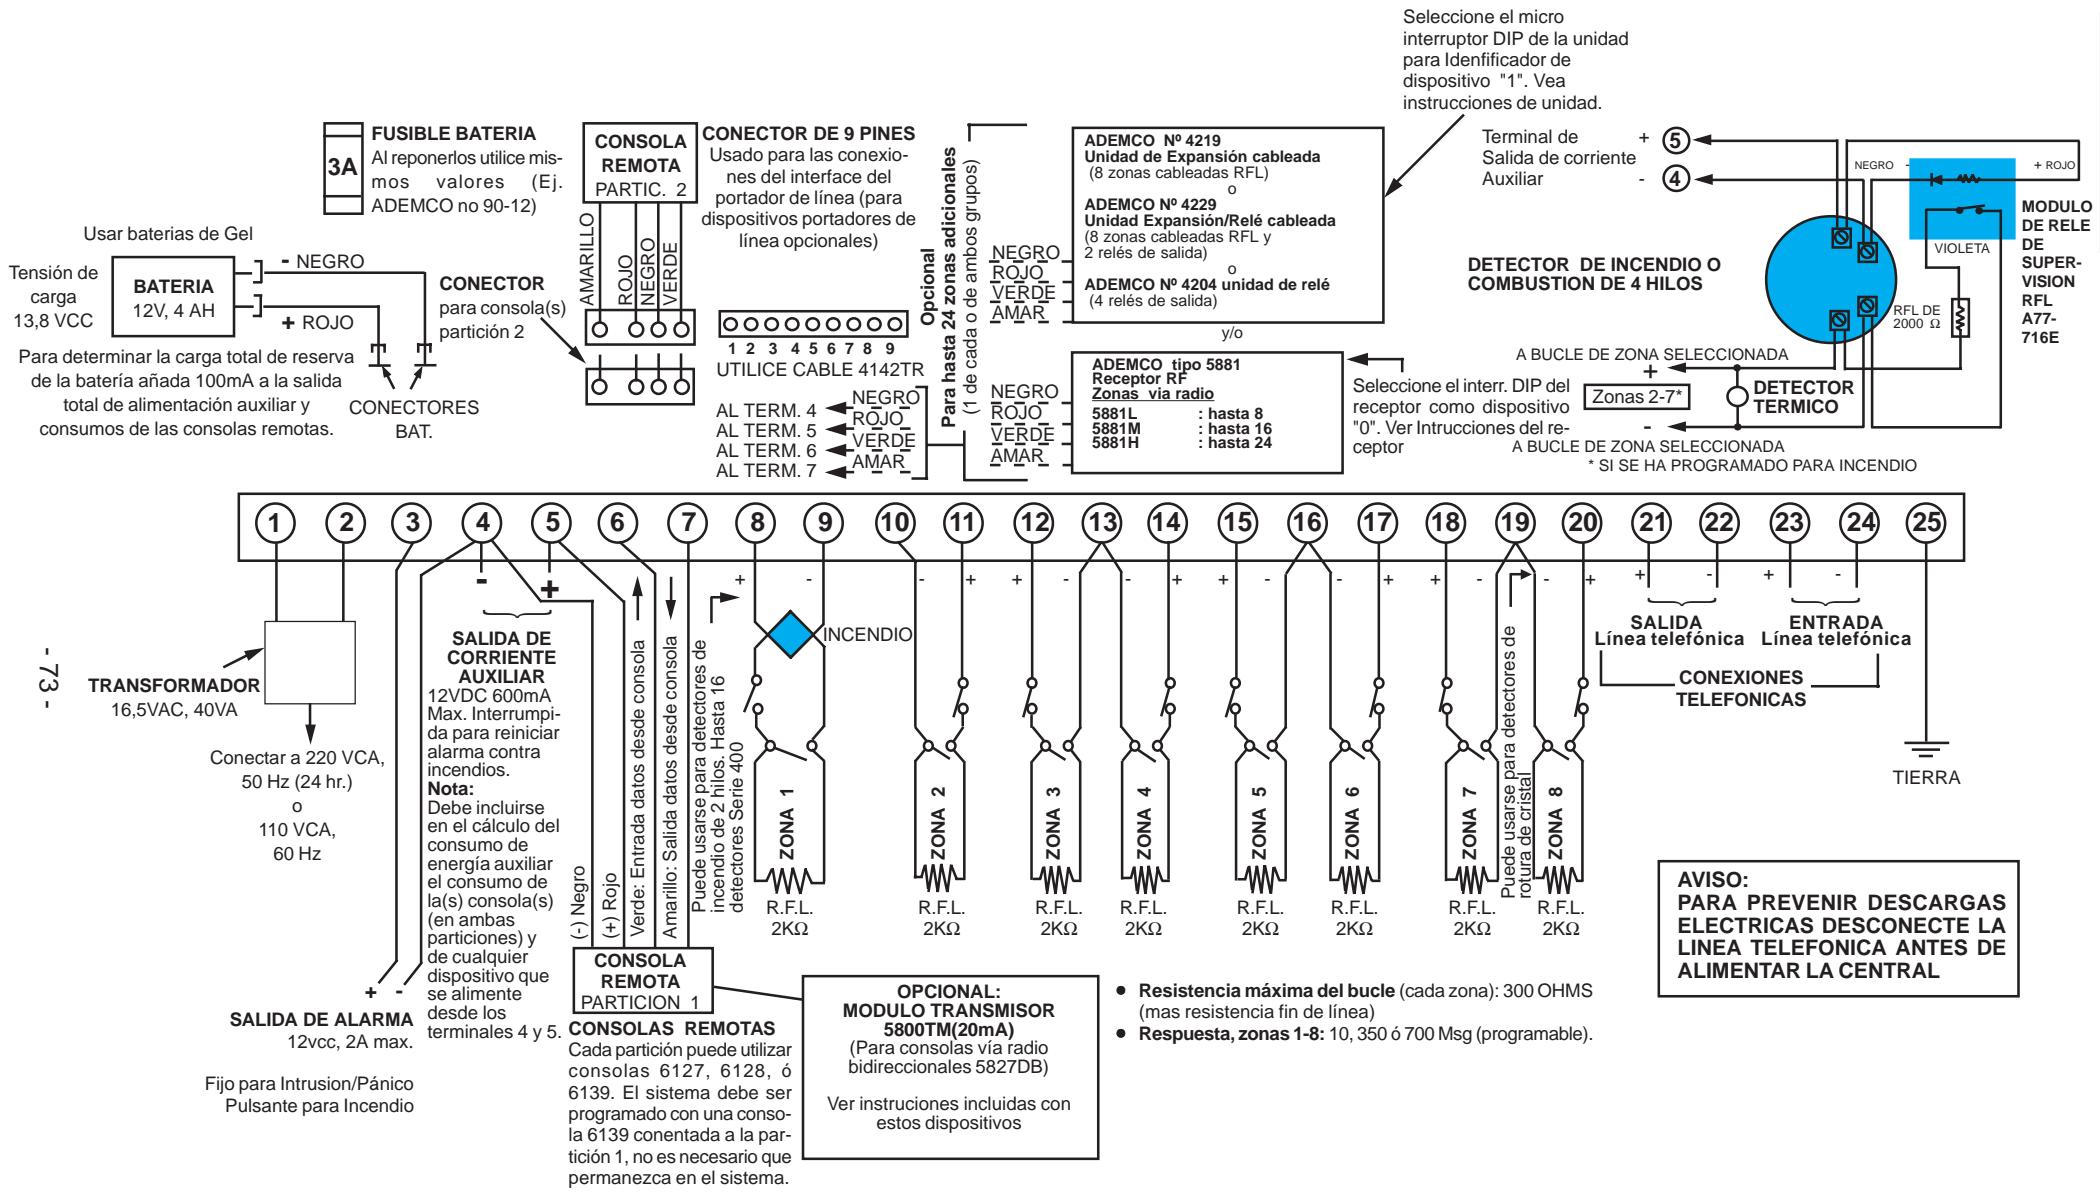 Seleccione el micro
interruptor DIP de la unidad
para Idenfificador de
dispositivo "1". Vea
instrucciones de unidad.
3A
FUSIBLE BATERIA
Al reponerlos utilice mis-
mos valores (Ej.
ADEMCO no 90-12)
CONSOLA
REMOTA
PARTIC. 2
AMARILLO
ROJO
NEGRO
VERDE
CONECTOR DE 9 PINES
Usado para las conexio-
nes del interface del
portador de línea (para
dispositivos portadores de
línea opcionales)
1 2 3 4 5 6 7 8 9
UTILICE CABLE 4142TR
Usar baterias de Gel
Tensión de
carga
13,8 VCC
BATERIA
12V, 4 AH
- NEGRO
+ ROJO
CONECTORES
BAT.
Para determinar la carga total de reserva
de la batería añada 100mA a la salida
total de alimentación auxiliar y
consumos de las consolas remotas.
CONECTOR
para consola(s)
partición 2
AL TERM. 4
AL TERM. 5
AL TERM. 6
AL TERM. 7
NEGRO
ROJO
VERDE
AMAR
Opcional
Para hasta 24 zonas adicionales
(1 de cada o de ambos grupos)
NEGRO
ROJO
VERDE
AMAR
ADEMCO Nº 4219
Unidad de Expansión cableada
(8 zonas cableadas RFL)
o
ADEMCO Nº 4229
Unidad Expansión/Relé cableada
(8 zonas cableadas RFL y
2 relés de salida)
o
ADEMCO Nº 4204 unidad de relé
(4 relés de salida)
y/o
NEGRO
ROJO
VERDE
AMAR
ADEMCO tipo 5881
Receptor RF
Zonas via radio
5881L : hasta 8
5881M : hasta 16
5881H : hasta 24
Seleccione el interr. DIP del
receptor como dispositivo
"0". Ver Intrucciones del re-
ceptor
Terminal de
Salida de corriente
Auxiliar
+ 5
- 4
NEGRO -
+ ROJO
VIOLETA
MODULO
DE RELE
DE
SUPER-
VISION
RFL
A77-
716E
DETECTOR DE INCENDIO O
COMBUSTION DE 4 HILOS
RFL DE
2000 Ω
A BUCLE DE ZONA SELECCIONADA
+
Zonas 2-7*
-
DETECTOR
TERMICO
A BUCLE DE ZONA SELECCIONADA
* SI SE HA PROGRAMADO PARA INCENDIO
1 2 3 4 5 6 7 8 9 10 11 12 13 14 15 16 17 18 19 20 21 22 23 24 25
- + + - - + - + + - - + + - - + + - - + + - + -
TRANSFORMADOR
16,5VAC, 40VA
Conectar a 220 VCA,
50 Hz (24 hr.)
o
110 VCA,
60 Hz
- 73 -
+ -
SALIDA DE ALARMA
12vcc, 2A max.
Fijo para Intrusion/Pánico
Pulsante para Incendio
SALIDA DE
CORRIENTE
AUXILIAR
12VDC 600mA
Max. Interrumpi-
da para reiniciar
alarma contra
incendios.
Nota:
Debe incluirse
en el cálculo del
consumo de
energía auxiliar
el consumo de
la(s) consola(s)
(en ambas
particiones) y
de cualquier
dispositivo que
se alimente
desde los
terminales 4 y 5.
(-) Negro
(+) Rojo
Verde: Entrada datos desde consola
Amarillo: Salida datos desde consola
Puede usarse para detectores de
incendio de 2 hilos. Hasta 16
detectores Serie 400
INCENDIO
ZONA 1
R.F.L.
2KΩ
ZONA 2
R.F.L.
2KΩ
ZONA 3
R.F.L.
2KΩ
ZONA 4
R.F.L.
2KΩ
ZONA 5
R.F.L.
2KΩ
ZONA 6
R.F.L.
2KΩ
ZONA 7
R.F.L.
2KΩ
Puede usarse para detectores de
rotura de cristal
ZONA 8
R.F.L.
2KΩ
SALIDA
Línea telefónica
ENTRADA
Línea telefónica
CONEXIONES
TELEFONICAS
TIERRA
CONSOLA
REMOTA
PARTICION 1
CONSOLAS REMOTAS
Cada partición puede utilizar
consolas 6127, 6128, ó
6139. El sistema debe ser
programado con una conso-
la 6139 conentada a la par-
tición 1, no es necesario que
permanezca en el sistema.
OPCIONAL:
MODULO TRANSMISOR
5800TM(20mA)
(Para consolas vía radio
bidireccionales 5827DB)
Ver instruciones incluidas con
estos dispositivos
● Resistencia máxima del bucle (cada zona): 300 OHMS
(mas resistencia fin de línea)
● Respuesta, zonas 1-8: 10, 350 ó 700 Msg (programable).
AVISO:
PARA PREVENIR DESCARGAS
ELECTRICAS DESCONECTE LA
LINEA TELEFONICA ANTES DE
ALIMENTAR LA CENTRAL